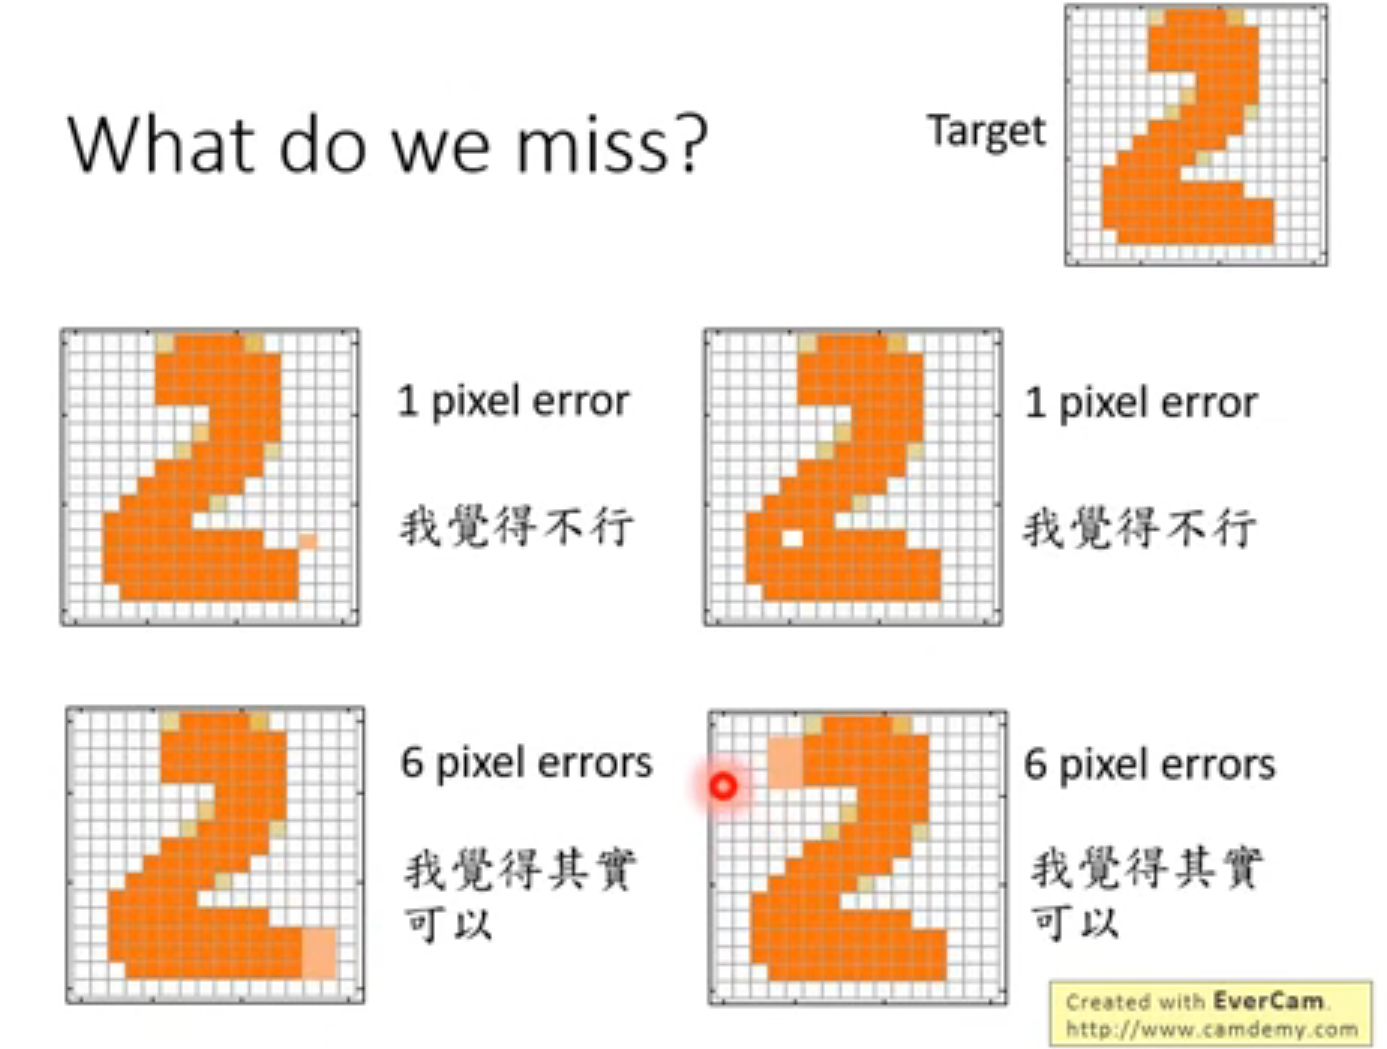 What do we miss?
Target
1 pixel error
我覺得不行
1 pixel error
我覺得不行
6 pixel errors
我覺得其實
可以
6 pixel errors
我覺得其實
可以
Created with EverCam.
http://www.camdemy.com